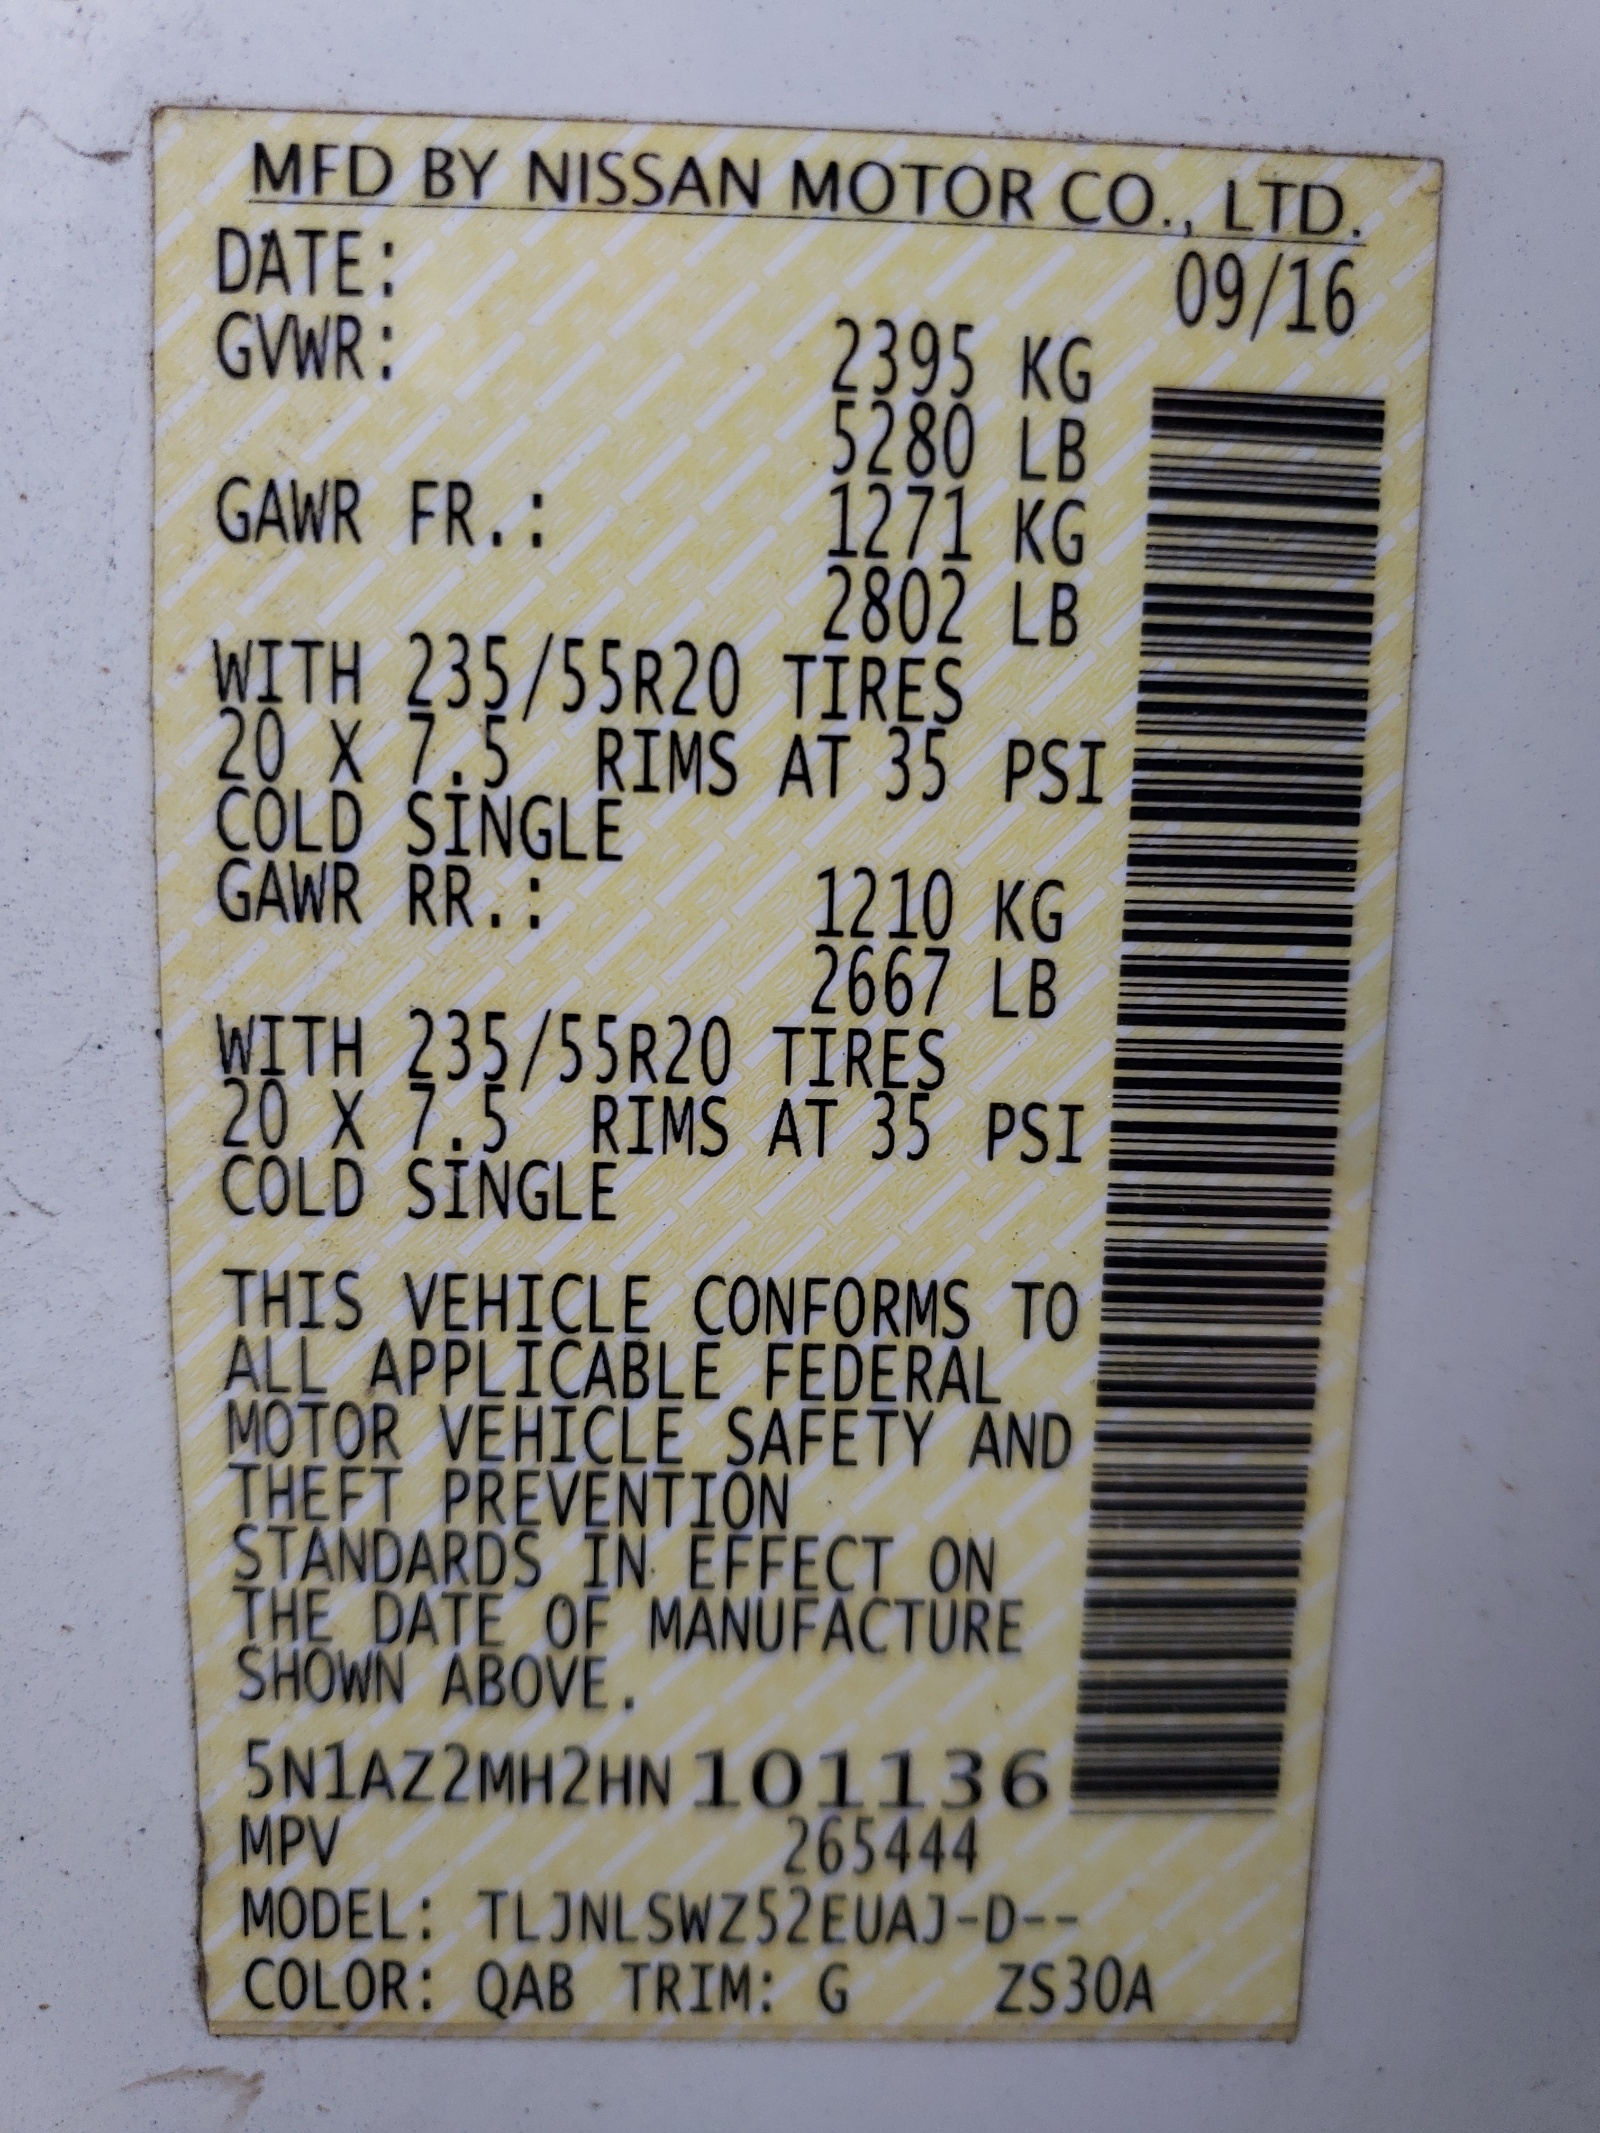 MFD BY NISSAN MOTOR CO., LTD.
DATE: 09/16
GVWR: 2395 KG
5280 LB
GAWR FR.: 1271 KG
2802 LB
WITH 235/55R20 TIRES
20 X 7.5 RIMS AT 35 PSI
COLD SINGLE
GAWR RR.: 1210 KG
2667 LB
WITH 235/55R20 TIRES
20 X 7.5 RIMS AT 35 PSI
COLD SINGLE
THIS VEHICLE CONFORMS TO
ALL APPLICABLE FEDERAL
MOTOR VEHICLE SAFETY AND
THEFT PREVENTION
STANDARDS IN EFFECT ON
THE DATE OF MANUFACTURE
SHOWN ABOVE.
5N1AZ2MH2HN101136
MPV 265444
MODEL: TLJNLSWZ52EUAJ-D--
COLOR: QAB TRIM: G ZS30A